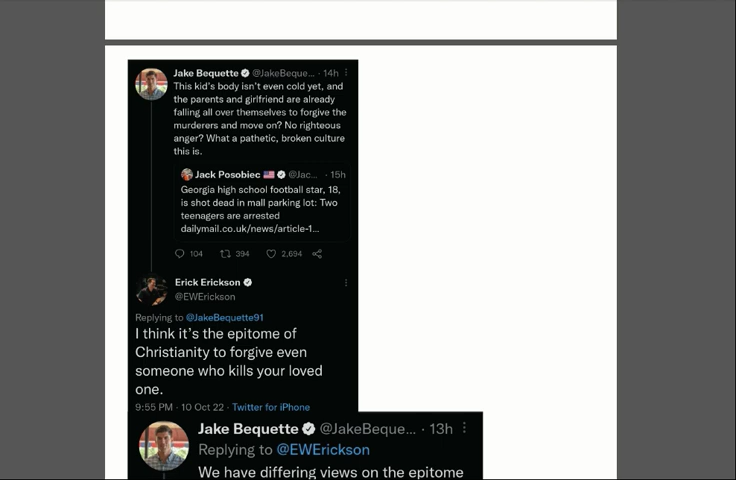 Jake Bequette @JakeBeque... · 14h
This kid's body isn't even cold yet, and
the parents and girlfriend are already
falling all over themselves to forgive the
murderers and move on? No righteous
anger? What a pathetic, broken culture
this is.
Jack Posobiec 🇺🇸 @Jac... · 15h
Georgia high school football star, 18,
is shot dead in mall parking lot: Two
teenagers are arrested
dailymail.co.uk/news/article-1...
104 394 2,694
Erick Erickson
@EWErickson
Replying to @JakeBequette91
I think it's the epitome of
Christianity to forgive even
someone who kills your loved
one.
9:55 PM · 10 Oct 22 · Twitter for iPhone
Jake Bequette @JakeBeque... · 13h
Replying to @EWErickson
We have differing views on the epitome